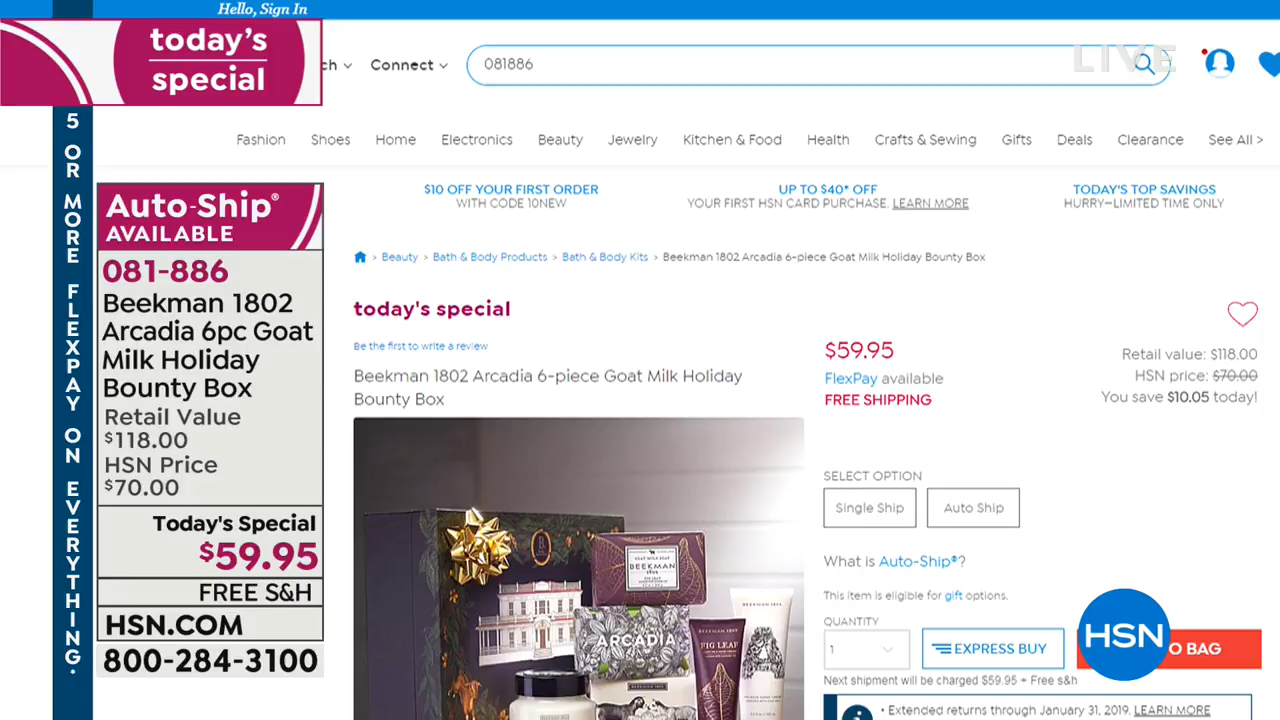 Hello, Sign In
today's
special
ch
Connect
081886
LIVE
5 OR MORE FLEXPAY ON EVERYTHING.
Fashion
Shoes
Home
Electronics
Beauty
Jewelry
Kitchen & Food
Health
Crafts & Sewing
Gifts
Deals
Clearance
See All >
$10 OFF YOUR FIRST ORDER
WITH CODE 10NEW
UP TO $40* OFF
YOUR FIRST HSN CARD PURCHASE. LEARN MORE
TODAY'S TOP SAVINGS
HURRY—LIMITED TIME ONLY
Auto-Ship®
AVAILABLE
081-886
Beekman 1802
Arcadia 6pc Goat
Milk Holiday
Bounty Box
Retail Value
$118.00
HSN Price
$70.00
Today's Special
$59.95
FREE S&H
HSN.COM
800-284-3100
> Beauty > Bath & Body Products > Bath & Body Kits > Beekman 1802 Arcadia 6-piece Goat Milk Holiday Bounty Box
today's special
Be the first to write a review
Beekman 1802 Arcadia 6-piece Goat Milk Holiday
Bounty Box
$59.95
FlexPay available
FREE SHIPPING
Retail value: $118.00
HSN price: $70.00
You save $10.05 today!
SELECT OPTION
Single Ship
Auto Ship
What is Auto-Ship®?
This item is eligible for gift options.
QUANTITY
1
EXPRESS BUY
HSN
O BAG
Next shipment will be charged $59.95 + Free s&h
• Extended returns through January 31, 2019. LEARN MORE
GOAT MILK SOAP
BEEKMAN
1802
ARCADIA
BEEKMAN 1802
FIG LEAF
BEEKMAN 1802